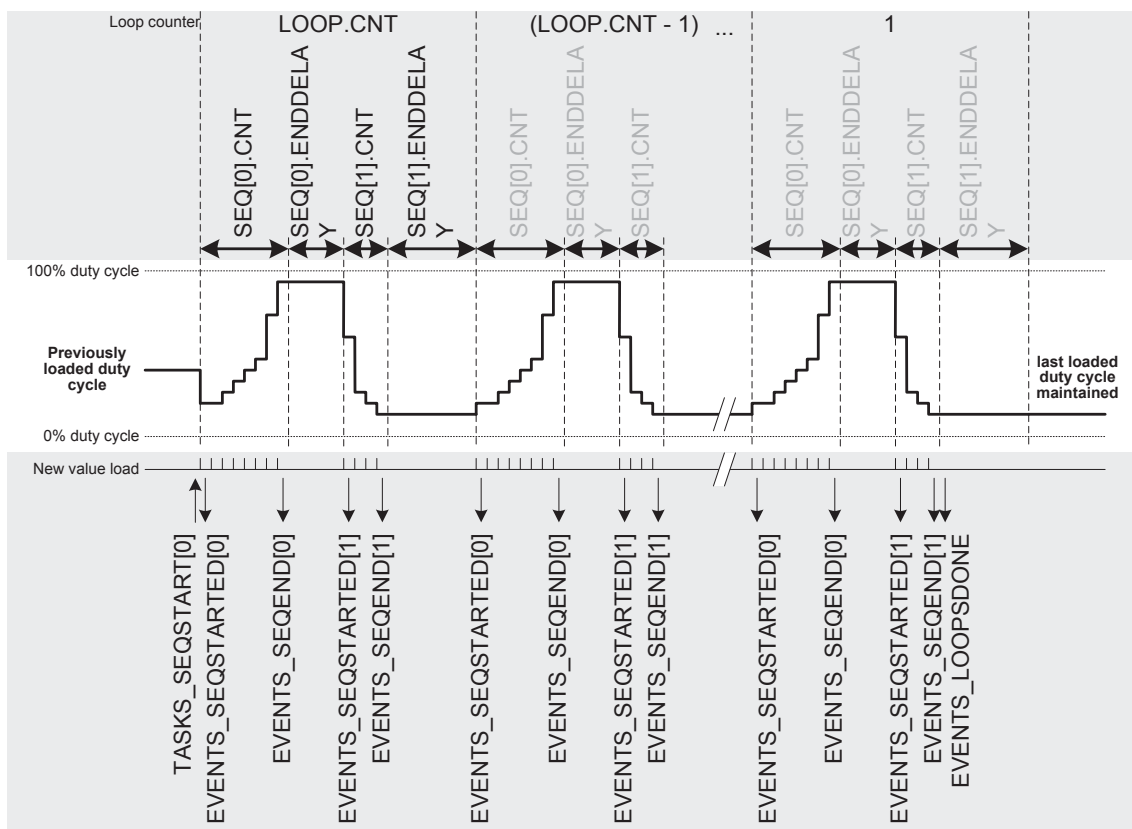 Loop counter
LOOP.CNT
(LOOP.CNT - 1) ...
1
SEQ[0].CNT
SEQ[0].ENDDELA
Y
SEQ[1].CNT
SEQ[1].ENDDELA
Y
SEQ[0].CNT
SEQ[0].ENDDELA
Y
SEQ[1].CNT
SEQ[0].CNT
SEQ[0].ENDDELA
Y
SEQ[1].CNT
SEQ[1].ENDDELA
Y
100% duty cycle
Previously
loaded duty
cycle
last loaded
duty cycle
maintained
0% duty cycle
New value load
TASKS_SEQSTART[0]
EVENTS_SEQSTARTED[0]
EVENTS_SEQEND[0]
EVENTS_SEQSTARTED[1]
EVENTS_SEQEND[1]
EVENTS_SEQSTARTED[0]
EVENTS_SEQEND[0]
EVENTS_SEQSTARTED[1]
EVENTS_SEQEND[1]
EVENTS_SEQSTARTED[0]
EVENTS_SEQEND[0]
EVENTS_SEQSTARTED[1]
EVENTS_SEQEND[1]
EVENTS_LOOPSDONE